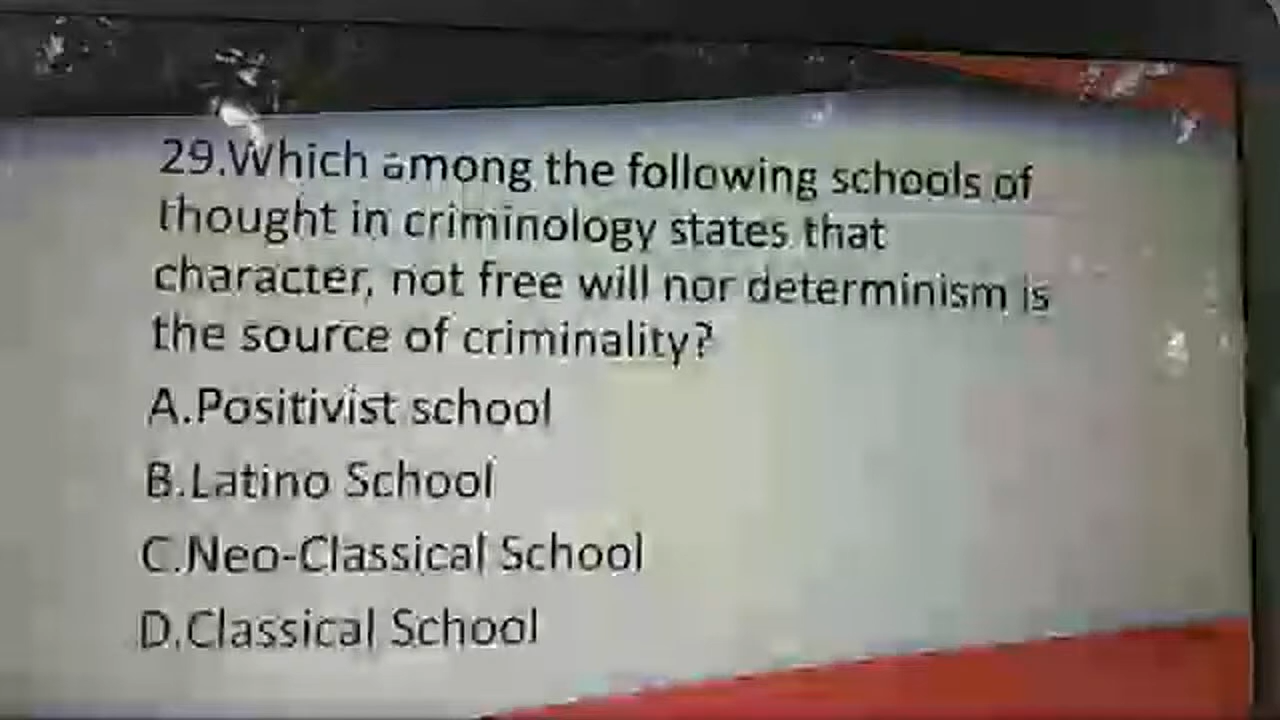 29.Which among the following schools of
thought in criminology states that
character, not free will nor determinism is
the source of criminality?
A.Positivist school
B.Latino School
C.Neo-Classical School
D.Classical School